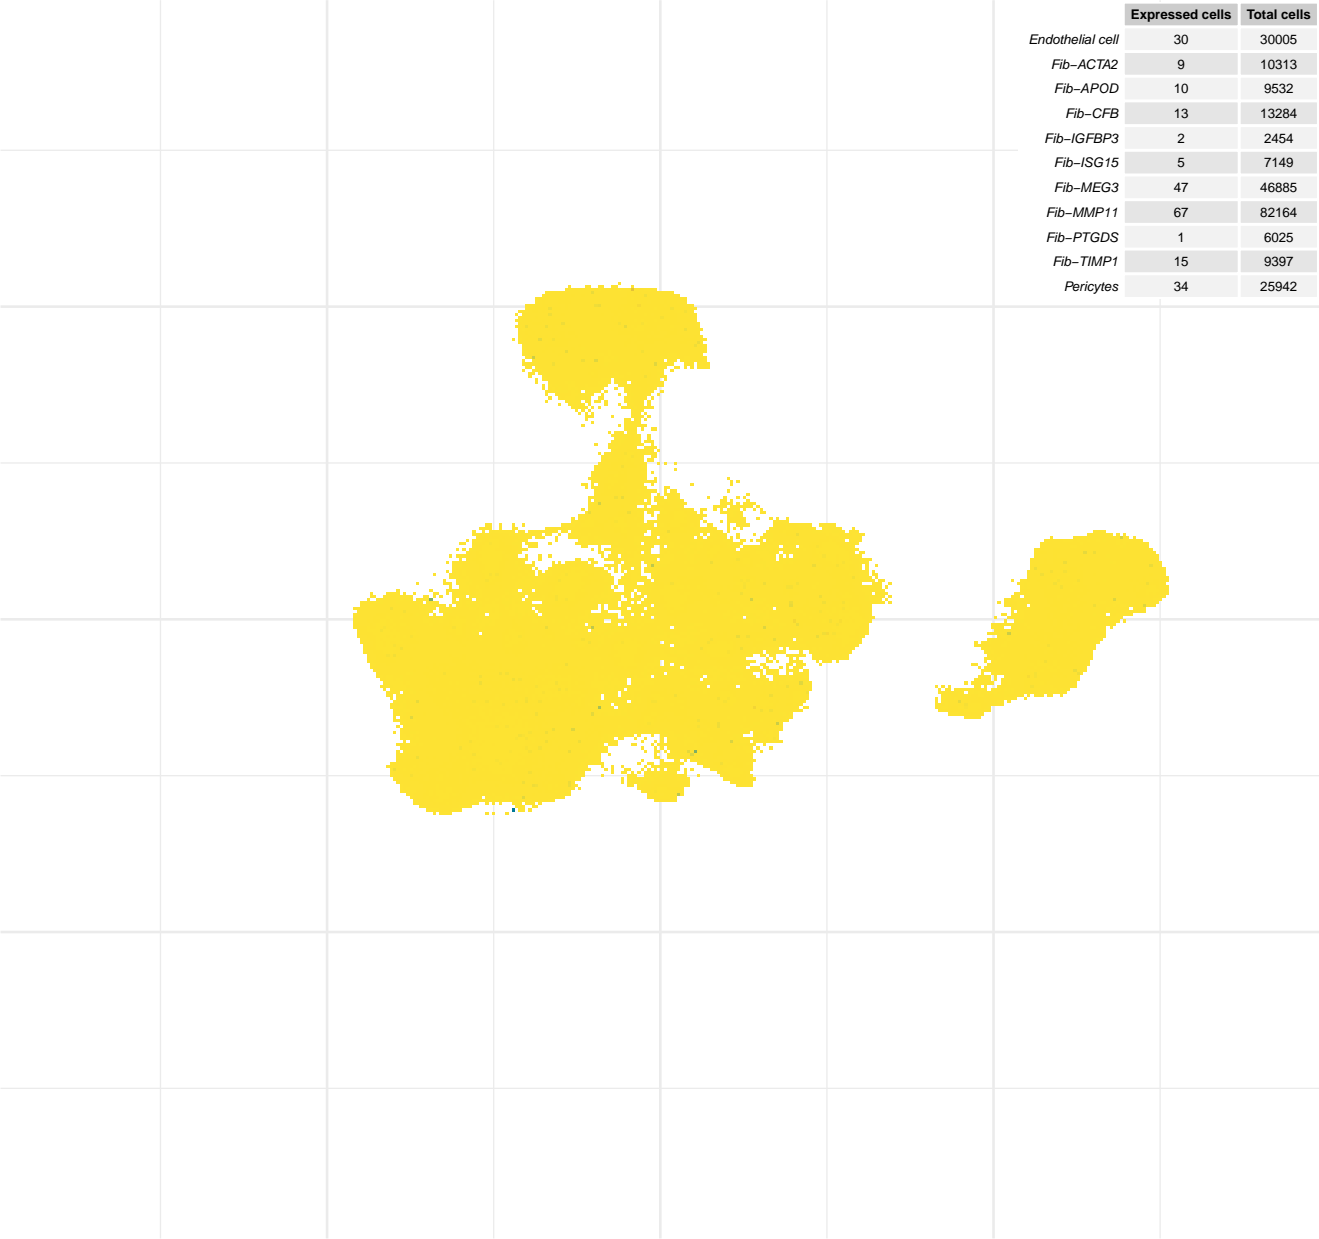 Expressed cells Total cells
Endothelial cell 30 30005
Fib−ACTA2 9 10313
Fib−APOD 10 9532
Fib−CFB 13 13284
Fib−IGFBP3 2 2454
Fib−ISG15 5 7149
Fib−MEG3 47 46885
Fib−MMP11 67 82164
Fib−PTGDS 1 6025
Fib−TIMP1 15 9397
Pericytes 34 25942